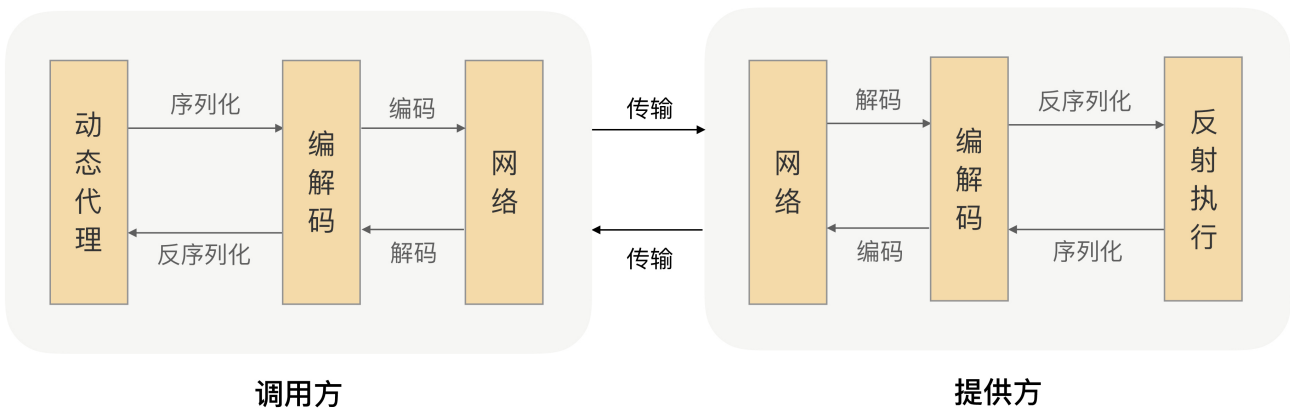 动态代理
序列化
反序列化
编解码
编码
解码
网络
传输
传输
网络
解码
编码
编解码
反序列化
序列化
反射执行
调用方
提供方